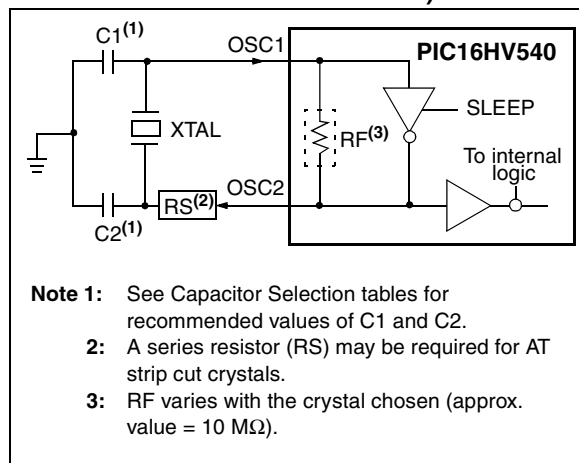 C1(1)
OSC1
PIC16HV540
SLEEP
XTAL
RF(3)
To internal
logic
OSC2
RS(2)
C2(1)
Note 1: See Capacitor Selection tables for
recommended values of C1 and C2.
2: A series resistor (RS) may be required for AT
strip cut crystals.
3: RF varies with the crystal chosen (approx.
value = 10 MΩ).